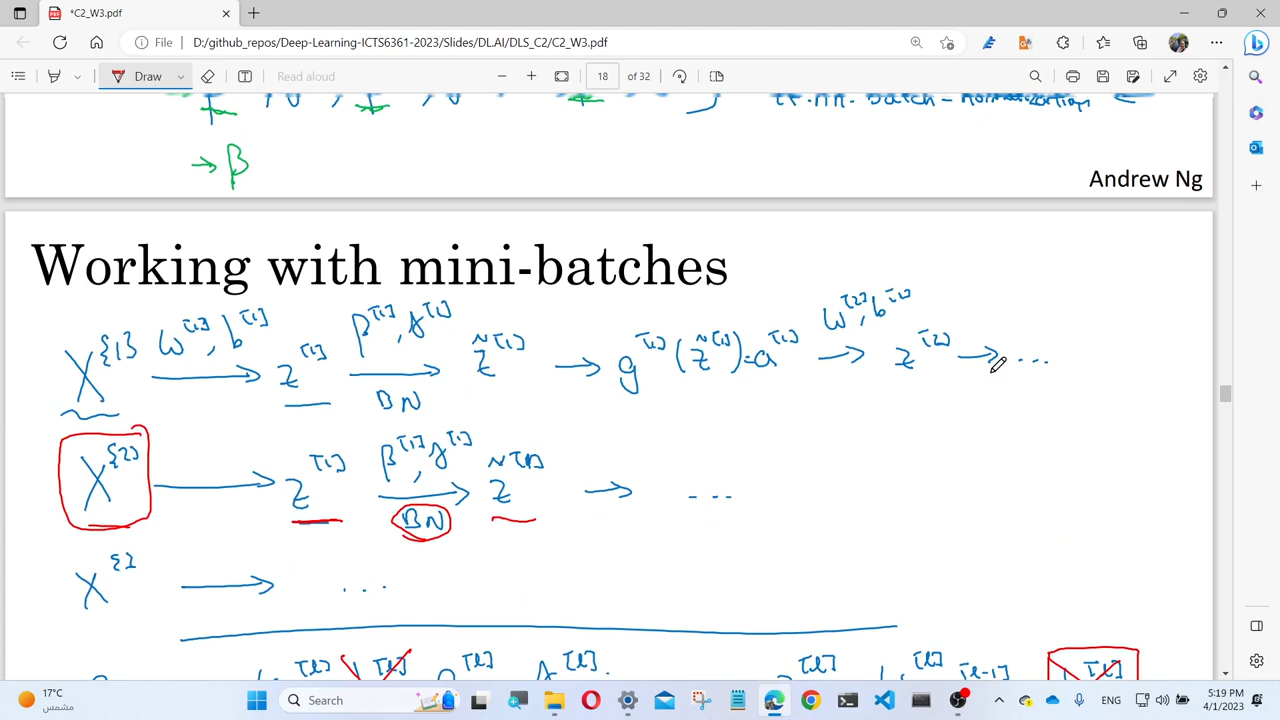 *C2_W3.pdf
File D:/github_repos/Deep-Learning-ICTS6361-2023/Slides/DL.AI/DLS_C2/C2_W3.pdf
Draw Read aloud 18 of 32
→ β
Andrew Ng
Working with mini-batches
X^{1} W^[1], b^[1] → z^[1] β^[1], γ^[1] → BN z̃^[1] → g^[1](z̃^[1]) = a^[1] → W^[2], b^[2] z^[2] → ...
X^{2} → z^[1] β^[1], γ^[1] → BN z̃^[1] → ...
X → ...
17°C
مشمس
Search
ENG
5:19 PM
4/1/2023